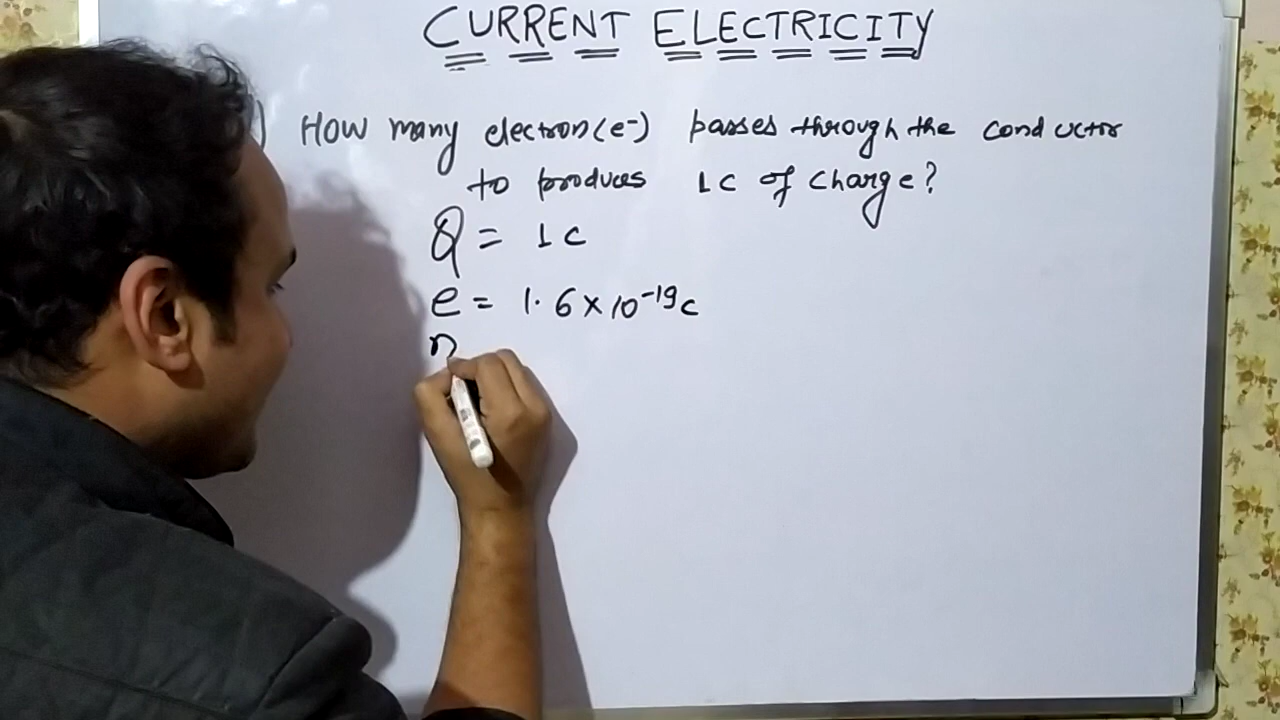 CURRENT ELECTRICITY
) How many electron(e-) passes through the conductor
to produces 1C of charge?
Q = 1C
e = 1.6×10⁻¹⁹C
n